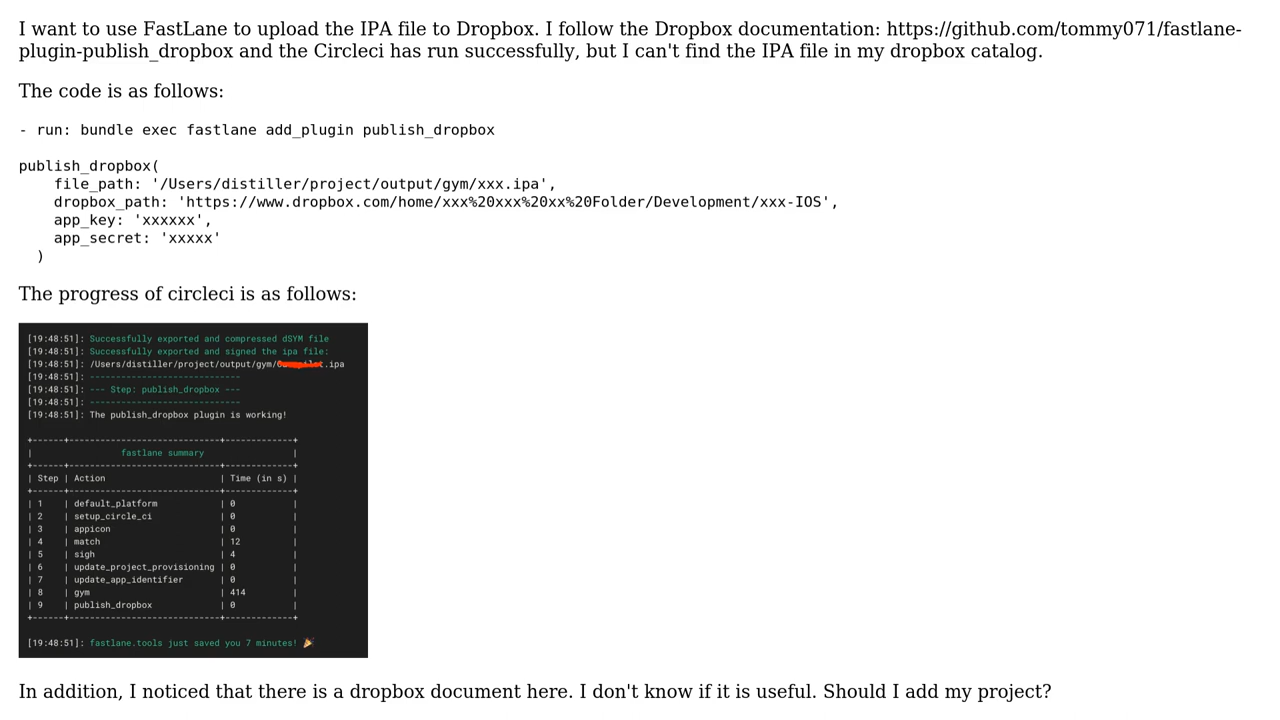 I want to use FastLane to upload the IPA file to Dropbox. I follow the Dropbox documentation: https://github.com/tommy071/fastlane-
plugin-publish_dropbox and the Circleci has run successfully, but I can't find the IPA file in my dropbox catalog.
The code is as follows:
- run: bundle exec fastlane add_plugin publish_dropbox
publish_dropbox(
    file_path: '/Users/distiller/project/output/gym/xxx.ipa',
    dropbox_path: 'https://www.dropbox.com/home/xxx%20xxx%20xx%20Folder/Development/xxx-IOS',
    app_key: 'xxxxxx',
    app_secret: 'xxxxx'
  )
The progress of circleci is as follows:
[19:48:51]: Successfully exported and compressed dSYM file
[19:48:51]: Successfully exported and signed the ipa file:
[19:48:51]: /Users/distiller/project/output/gym/ .ipa
[19:48:51]: ------------------------------
[19:48:51]: --- Step: publish_dropbox ---
[19:48:51]: ------------------------------
[19:48:51]: The publish_dropbox plugin is working!
+------+-----------------------------+-------------+
|                 fastlane summary                 |
+------+-----------------------------+-------------+
| Step | Action                      | Time (in s) |
+------+-----------------------------+-------------+
| 1    | default_platform            | 0           |
| 2    | setup_circle_ci             | 0           |
| 3    | appicon                     | 0           |
| 4    | match                       | 12          |
| 5    | sigh                        | 4           |
| 6    | update_project_provisioning | 0           |
| 7    | update_app_identifier       | 0           |
| 8    | gym                         | 414         |
| 9    | publish_dropbox             | 0           |
+------+-----------------------------+-------------+
[19:48:51]: fastlane.tools just saved you 7 minutes! 🎉
In addition, I noticed that there is a dropbox document here. I don't know if it is useful. Should I add my project?